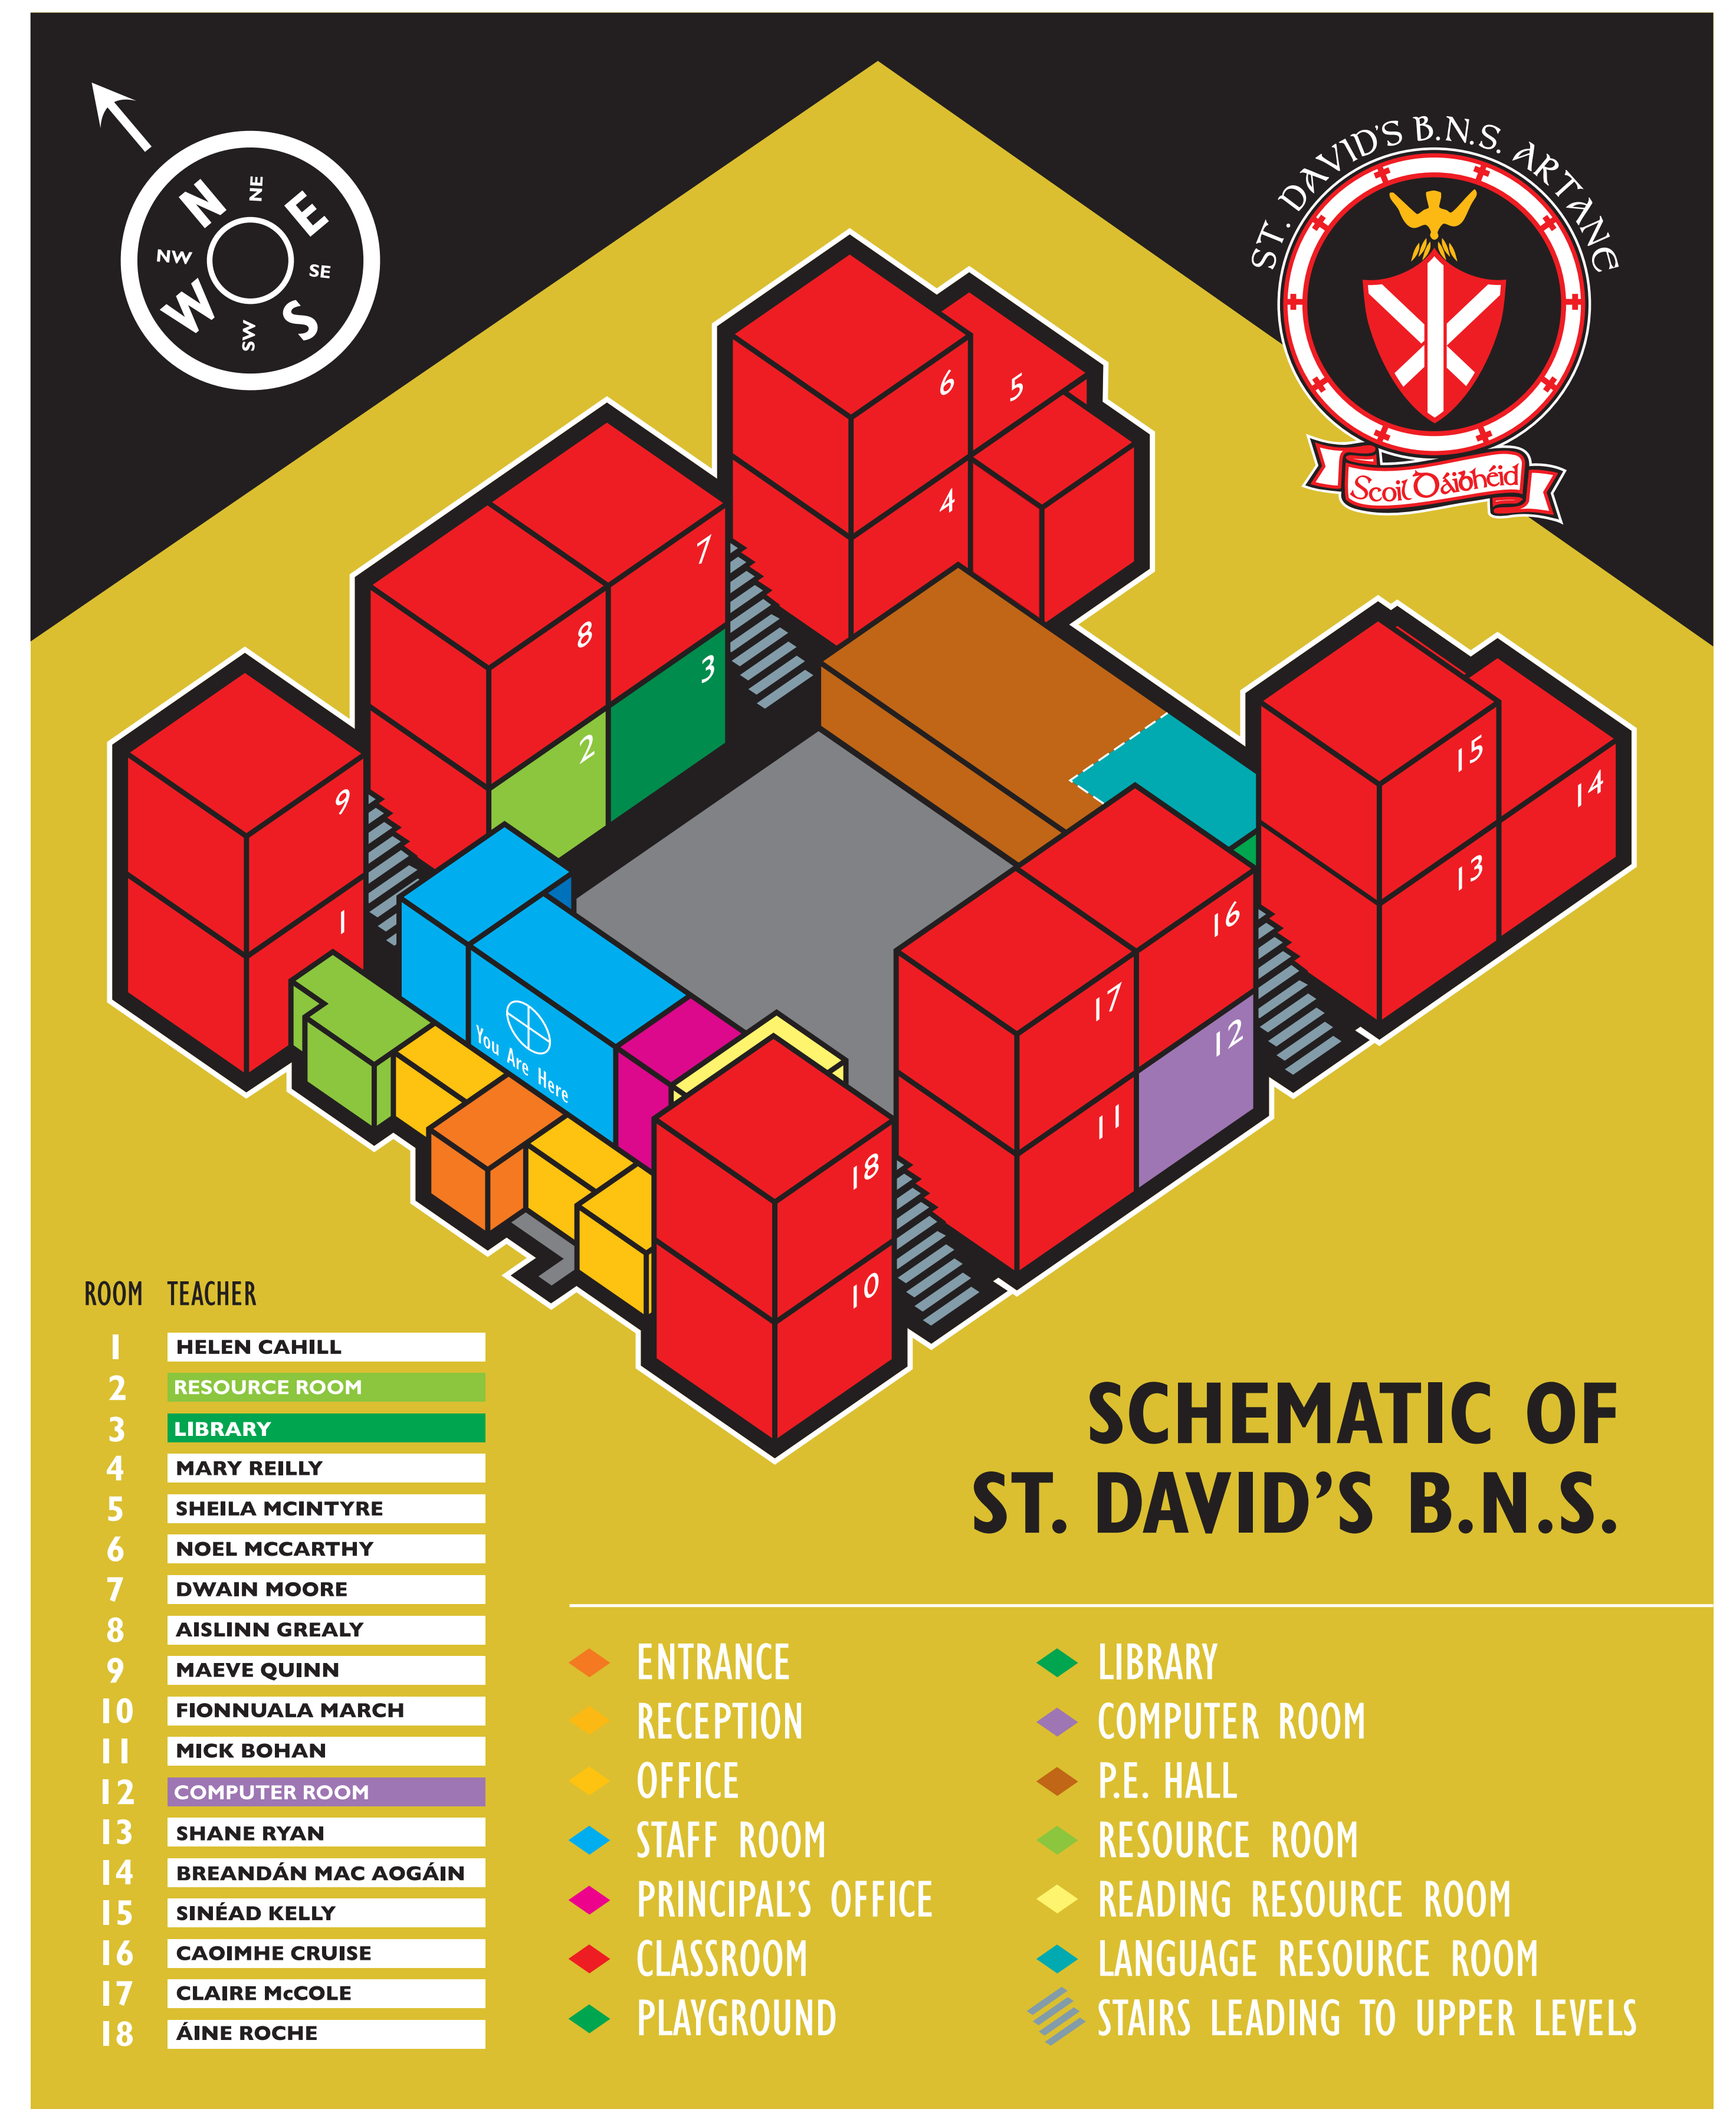 N
NE
E
SE
S
SW
W
NW
ST. DAVID'S B.N.S. ARTANE
Scoil Dáibhéid
6
5
4
7
8
3
2
9
1
15
14
13
16
17
12
11
18
10
You Are Here
ROOM TEACHER
1 HELEN CAHILL
2 RESOURCE ROOM
3 LIBRARY
4 MARY REILLY
5 SHEILA MCINTYRE
6 NOEL MCCARTHY
7 DWAIN MOORE
8 AISLINN GREALY
9 MAEVE QUINN
10 FIONNUALA MARCH
11 MICK BOHAN
12 COMPUTER ROOM
13 SHANE RYAN
14 BREANDÁN MAC AOGÁIN
15 SINÉAD KELLY
16 CAOIMHE CRUISE
17 CLAIRE McCOLE
18 ÁINE ROCHE
SCHEMATIC OF
ST. DAVID'S B.N.S.
ENTRANCE
RECEPTION
OFFICE
STAFF ROOM
PRINCIPAL'S OFFICE
CLASSROOM
PLAYGROUND
LIBRARY
COMPUTER ROOM
P.E. HALL
RESOURCE ROOM
READING RESOURCE ROOM
LANGUAGE RESOURCE ROOM
STAIRS LEADING TO UPPER LEVELS